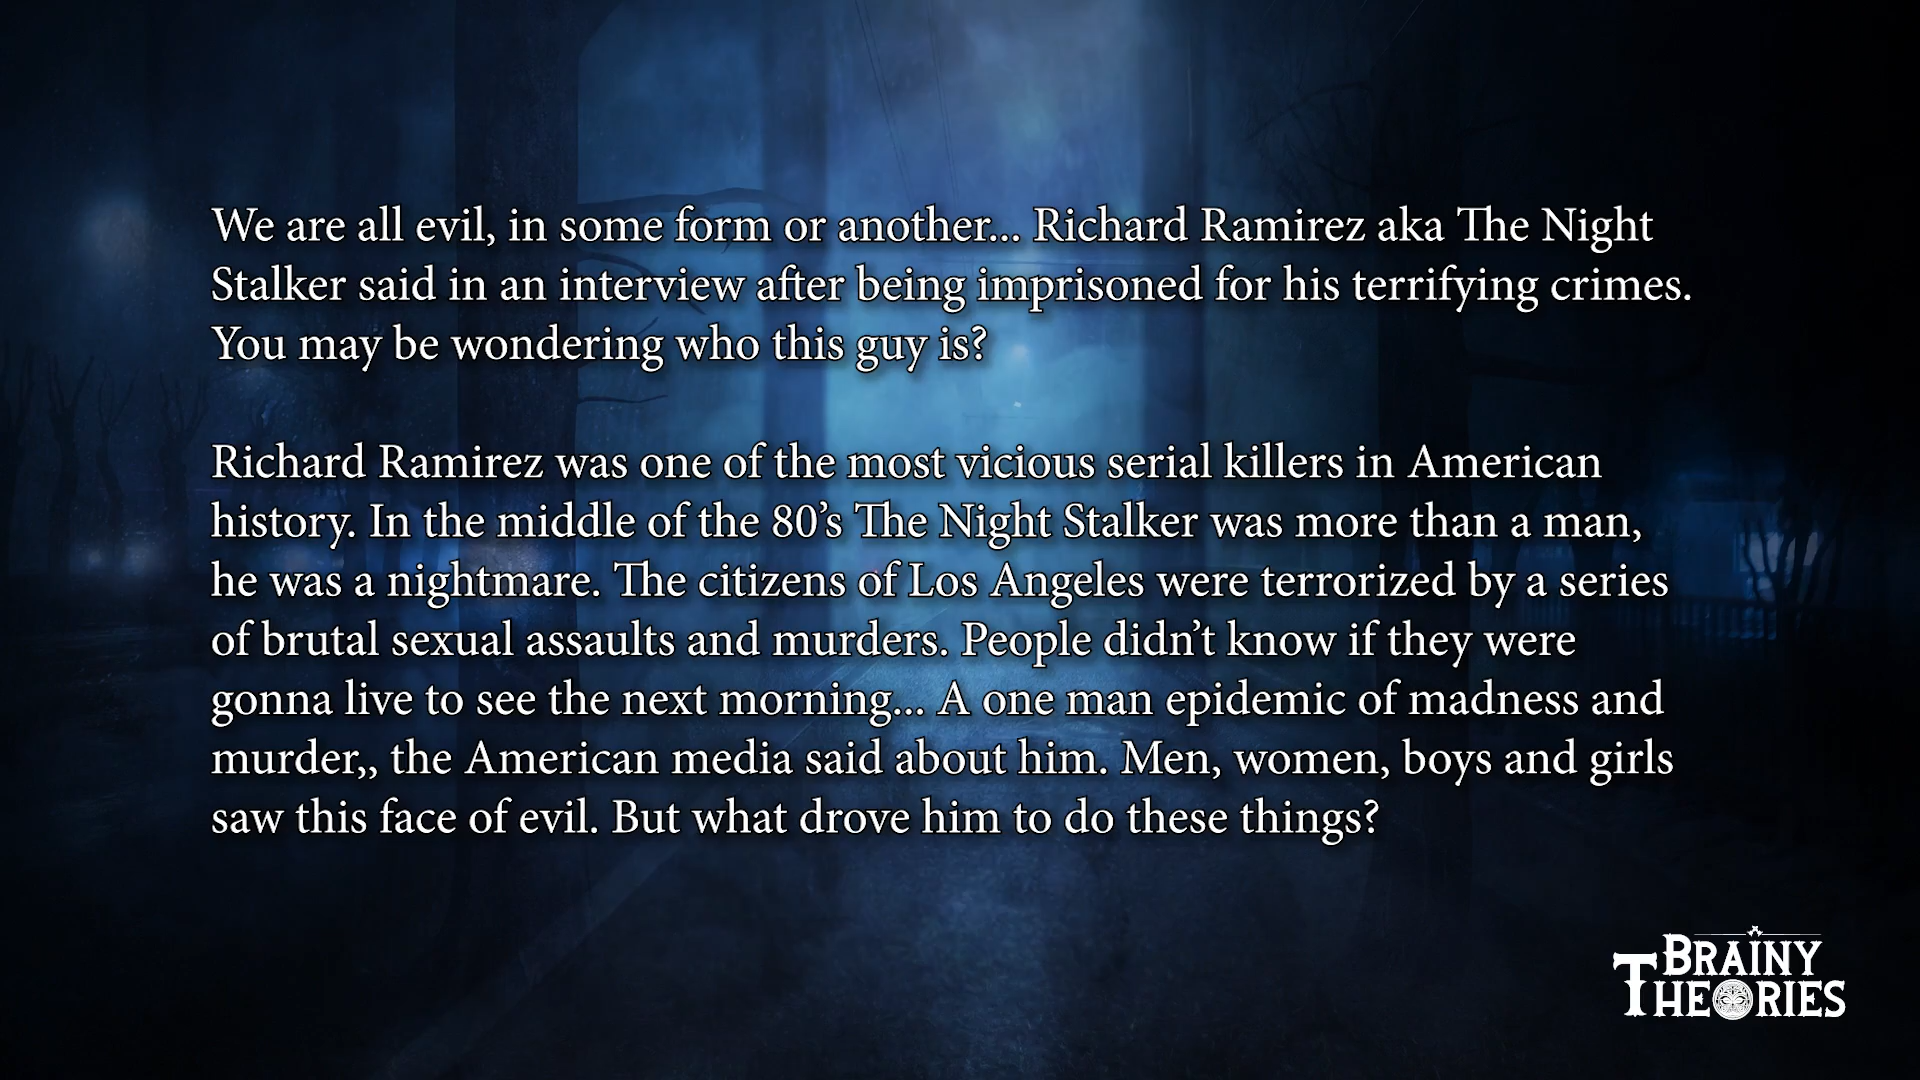 We are all evil, in some form or another... Richard Ramirez aka The Night
Stalker said in an interview after being imprisoned for his terrifying crimes.
You may be wondering who this guy is?
Richard Ramirez was one of the most vicious serial killers in American
history. In the middle of the 80’s The Night Stalker was more than a man,
he was a nightmare. The citizens of Los Angeles were terrorized by a series
of brutal sexual assaults and murders. People didn’t know if they were
gonna live to see the next morning... A one man epidemic of madness and
murder,, the American media said about him. Men, women, boys and girls
saw this face of evil. But what drove him to do these things?
BRAINY
THEORIES